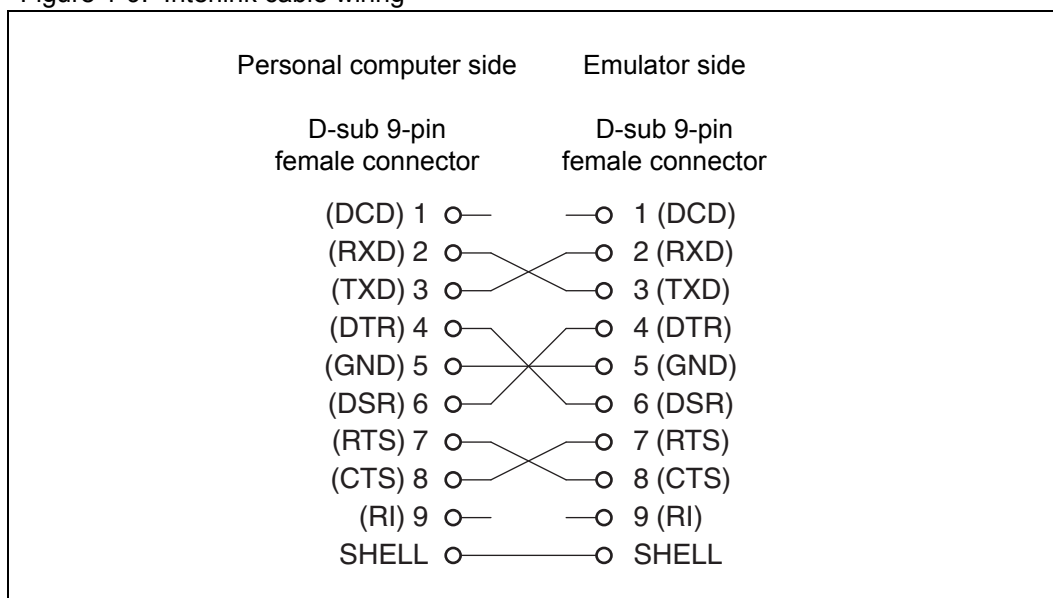 Figure 1-6. Interlink cable wiring
Personal computer side Emulator side
D-sub 9-pin D-sub 9-pin
female connector female connector
(DCD) 1 1 (DCD)
(RXD) 2 2 (RXD)
(TXD) 3 3 (TXD)
(DTR) 4 4 (DTR)
(GND) 5 5 (GND)
(DSR) 6 6 (DSR)
(RTS) 7 7 (RTS)
(CTS) 8 8 (CTS)
(RI) 9 9 (RI)
SHELL SHELL